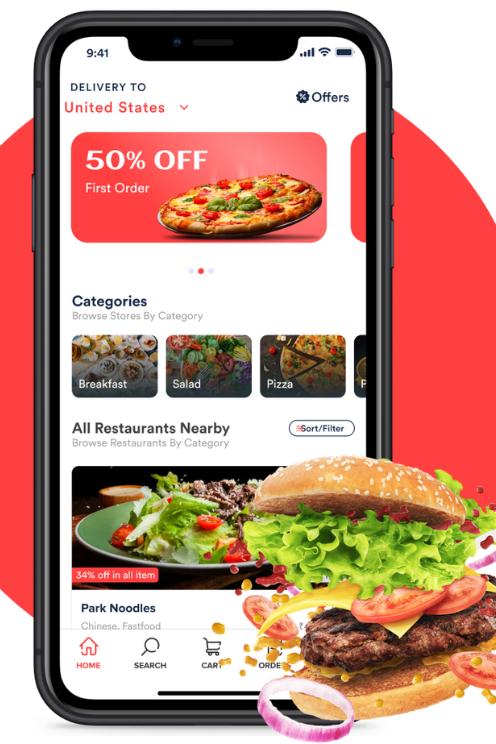 9:41
DELIVERY TO
United States
Offers
50% OFF
First Order
Categories
Browse Stores By Category
Breakfast
Salad
Pizza
All Restaurants Nearby
Browse Restaurants By Category
Sort/Filter
34% off in all item
Park Noodles
Chinese, Fastfood
HOME
SEARCH
CART